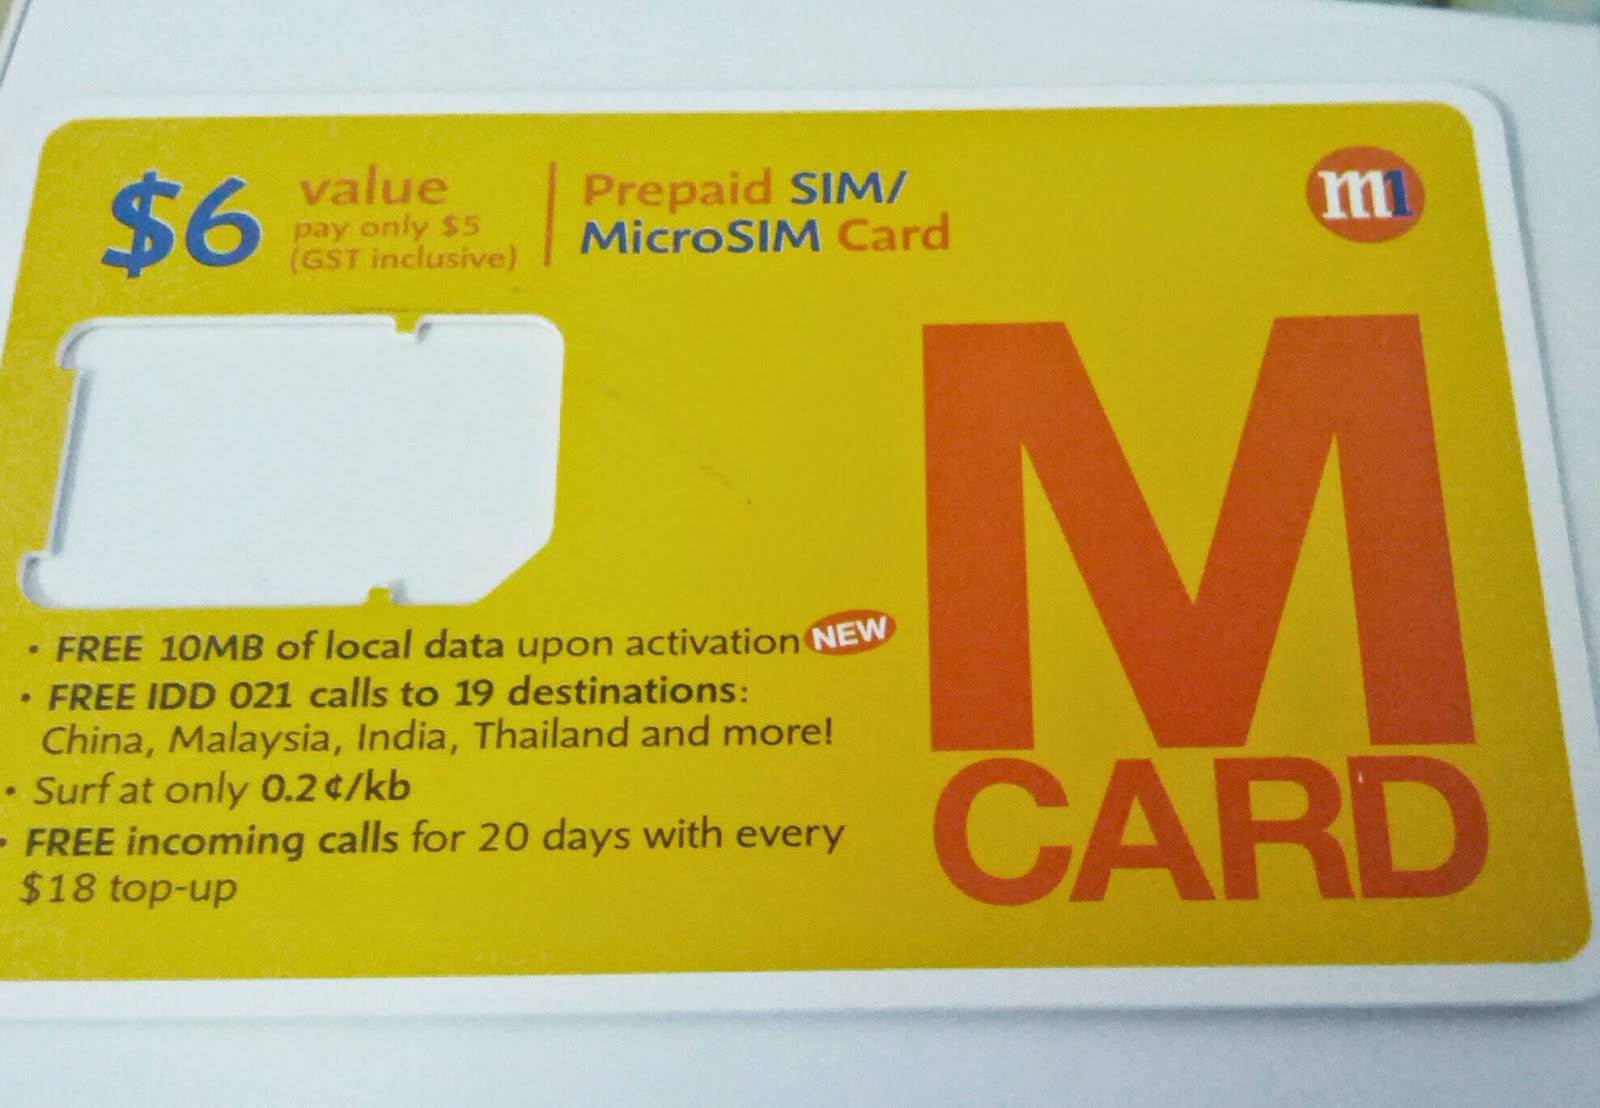 $6 value
pay only $5
(GST inclusive)
Prepaid SIM/
MicroSIM Card
m1
M
CARD
• FREE 10MB of local data upon activation NEW
• FREE IDD 021 calls to 19 destinations:
China, Malaysia, India, Thailand and more!
• Surf at only 0.2¢/kb
• FREE incoming calls for 20 days with every
$18 top-up